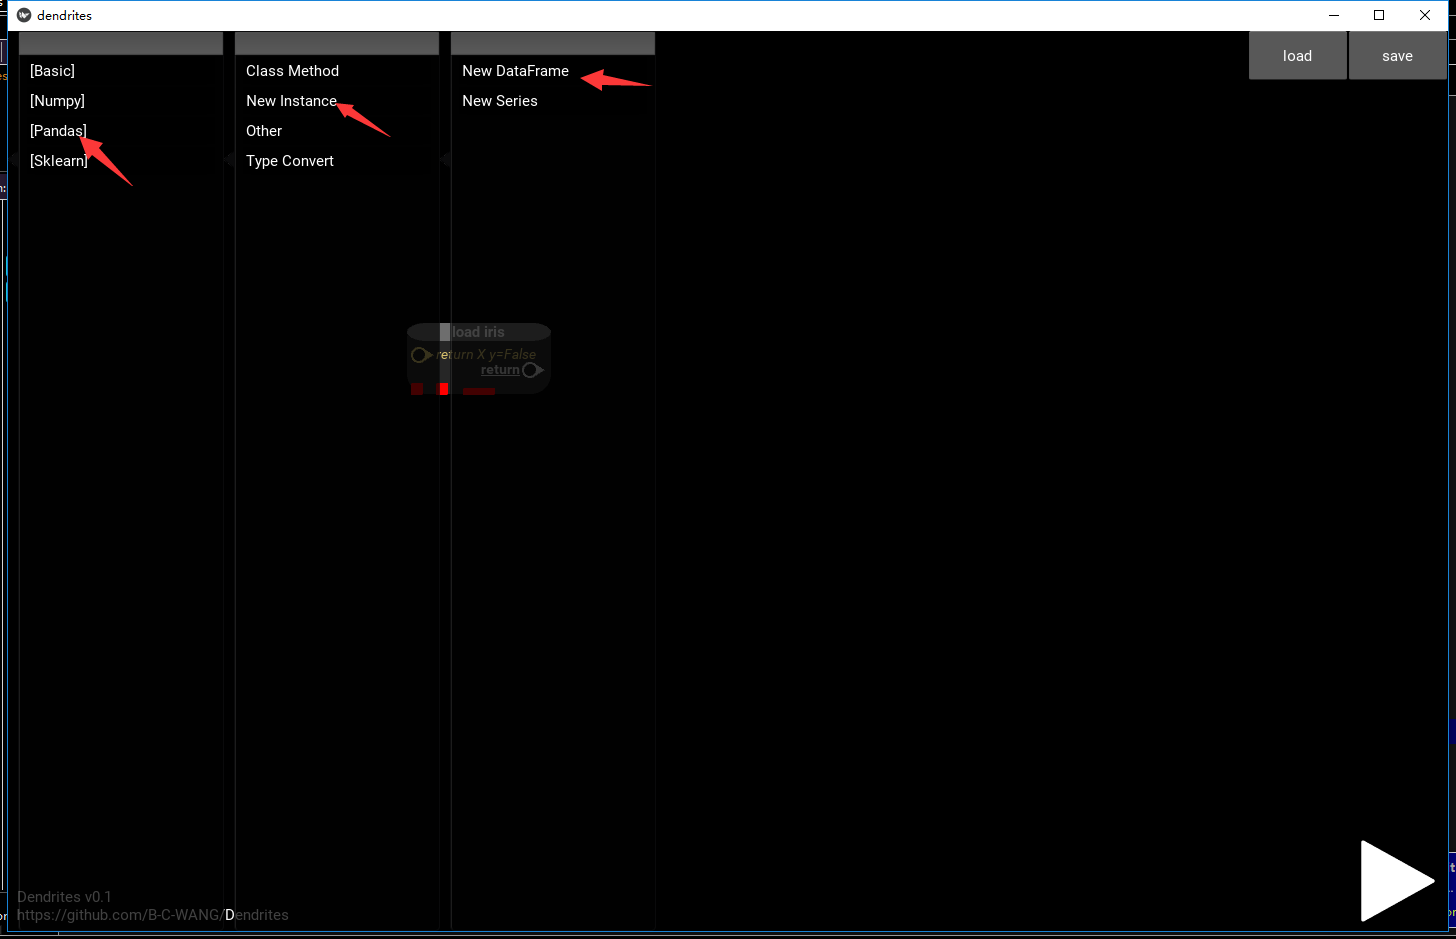 dendrites
[Basic]
[Numpy]
[Pandas]
[Sklearn]
Class Method
New Instance
Other
Type Convert
New DataFrame
New Series
load
save
load iris
return X y=False
return
Dendrites v0.1
https://github.com/B-C-WANG/Dendrites